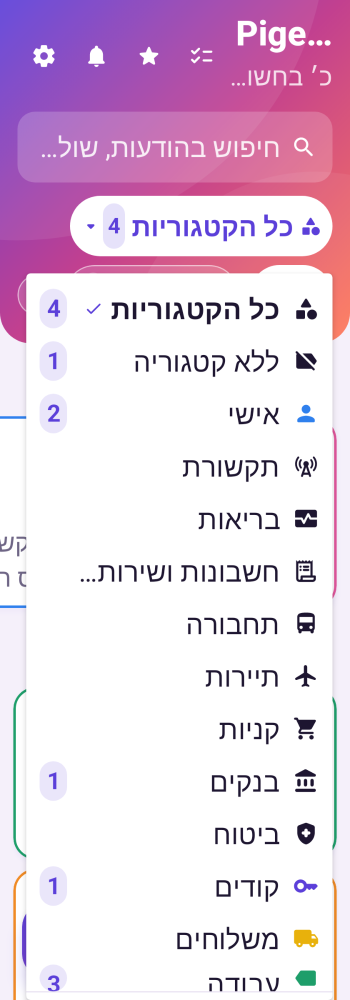 Pige...
כ׳ בחשו...
חיפוש בהודעות, שול...
כל הקטגוריות 4
כל הקטגוריות 4
ללא קטגוריה 1
אישי 2
תקשורת
בריאות
חשבונות ושירות...
תחבורה
תיירות
קניות
בנקים 1
ביטוח
קודים 1
משלוחים
עבודה 3